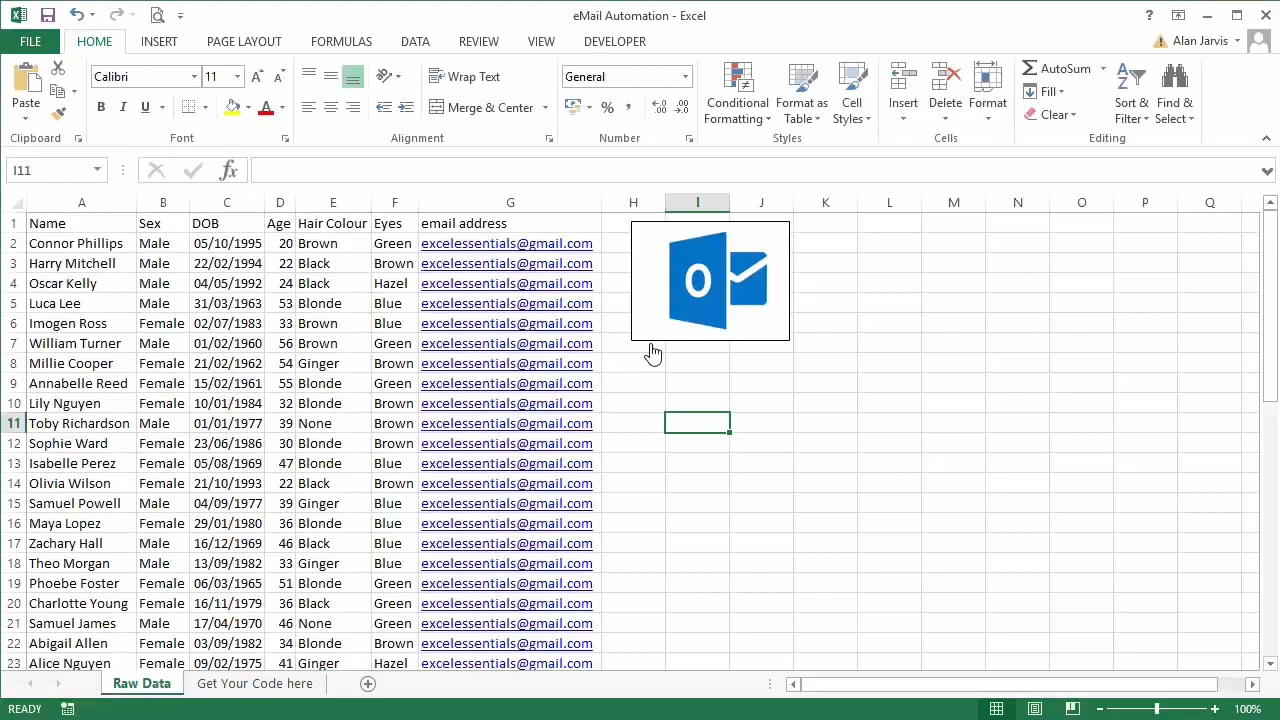 eMail Automation - Excel
?
FILE HOME INSERT PAGE LAYOUT FORMULAS DATA REVIEW VIEW DEVELOPER Alan Jarvis
Paste Calibri 11 A A Wrap Text General Conditional Formatting Format as Table Cell Styles Insert Delete Format AutoSum Sort & Filter Find & Select
B I U A Merge & Center % , Fill
Clear
Clipboard Font Alignment Number Styles Cells Editing
I11 fx
A B C D E F G H I J K L M N O P Q
1 Name Sex DOB Age Hair Colour Eyes email address
2 Connor Phillips Male 05/10/1995 20 Brown Green excelessentials@gmail.com
3 Harry Mitchell Male 22/02/1994 22 Black Brown excelessentials@gmail.com
4 Oscar Kelly Male 04/05/1992 24 Black Hazel excelessentials@gmail.com
5 Luca Lee Male 31/03/1963 53 Blonde Blue excelessentials@gmail.com
6 Imogen Ross Female 02/07/1983 33 Brown Blue excelessentials@gmail.com
7 William Turner Male 01/02/1960 56 Brown Green excelessentials@gmail.com
8 Millie Cooper Female 21/02/1962 54 Ginger Brown excelessentials@gmail.com
9 Annabelle Reed Female 15/02/1961 55 Blonde Green excelessentials@gmail.com
10 Lily Nguyen Female 10/01/1984 32 Blonde Brown excelessentials@gmail.com
11 Toby Richardson Male 01/01/1977 39 None Brown excelessentials@gmail.com
12 Sophie Ward Female 23/06/1986 30 Blonde Brown excelessentials@gmail.com
13 Isabelle Perez Female 05/08/1969 47 Blonde Blue excelessentials@gmail.com
14 Olivia Wilson Female 21/10/1993 22 Black Brown excelessentials@gmail.com
15 Samuel Powell Male 04/09/1977 39 Ginger Blue excelessentials@gmail.com
16 Maya Lopez Female 29/01/1980 36 Blonde Blue excelessentials@gmail.com
17 Zachary Hall Male 16/12/1969 46 Black Blue excelessentials@gmail.com
18 Theo Morgan Male 13/09/1982 33 Ginger Blue excelessentials@gmail.com
19 Phoebe Foster Female 06/03/1965 51 Blonde Green excelessentials@gmail.com
20 Charlotte Young Female 16/11/1979 36 Black Green excelessentials@gmail.com
21 Samuel James Male 17/04/1970 46 None Green excelessentials@gmail.com
22 Abigail Allen Female 03/09/1982 34 Blonde Brown excelessentials@gmail.com
23 Alice Nguyen Female 09/02/1975 41 Ginger Hazel excelessentials@gmail.com
Raw Data Get Your Code here
READY 100%